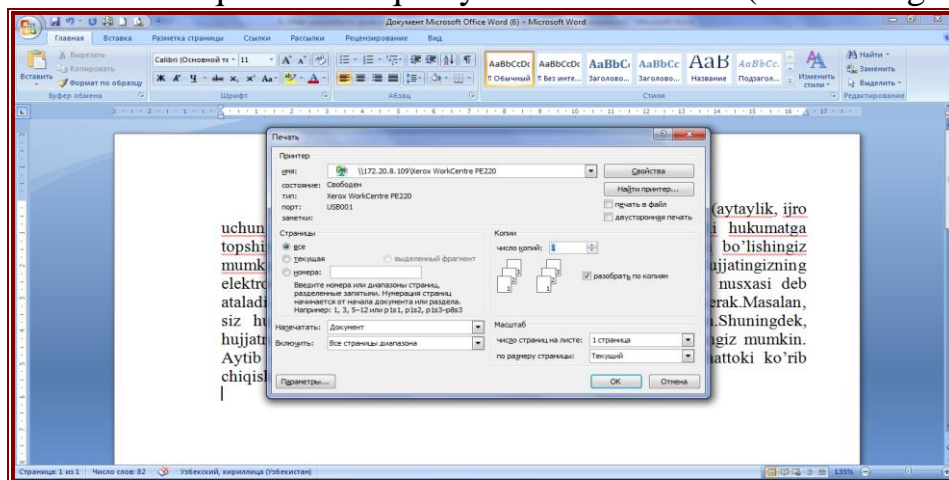 Документ Microsoft Office Word (6) - Microsoft Word
Главная Вставка Разметка страницы Ссылки Рассылки Рецензирование Вид
Вставить
Вырезать
Копировать
Формат по образцу
Буфер обмена
Calibri (Основной те 11
Ж К Ч abe x, x² Aa
Шрифт
Абзац
AaBbCcDc AaBbCcDc AaBbC AaBbCc AaB AaBbCc.
¶ Обычный ¶ Без инте... Заголово... Заголово... Название Подзагол...
Изменить стили
Стили
Найти
Заменить
Выделить
Редактирование
Печать
Принтер
имя: \\172.20.8.109\Xerox WorkCentre PE220
Свойства
состояние: Свободен
Найти принтер...
тип: Xerox WorkCentre PE220
порт: USB001
печать в файл
заметки:
двусторонняя печать
Страницы
все
текущая выделенный фрагмент
номера:
Введите номера или диапазоны страниц,
разделенные запятыми. Нумерация страниц
начинается от начала документа или раздела.
Например: 1, 3, 5–12 или p1s1, p1s2, p1s3–p8s3
Копии
число копий: 1
разобрать по копиям
Напечатать: Документ
Включить: Все страницы диапазона
Масштаб
число страниц на листе: 1 страница
по размеру страницы: Текущий
Параметры...
OK Отмена
(aytaylik, ijro
uchun hukumatga
topshi bo’lishingiz
mumk ujjatingizning
elektro nusxasi deb
ataladi erak.Masalan,
siz hu .Shuningdek,
hujjatn ngiz mumkin.
Aytib hattoki ko’rib
chiqish
Страница: 1 из 1 Число слов: 82 Узбекский, кириллица (Узбекистан) 135%